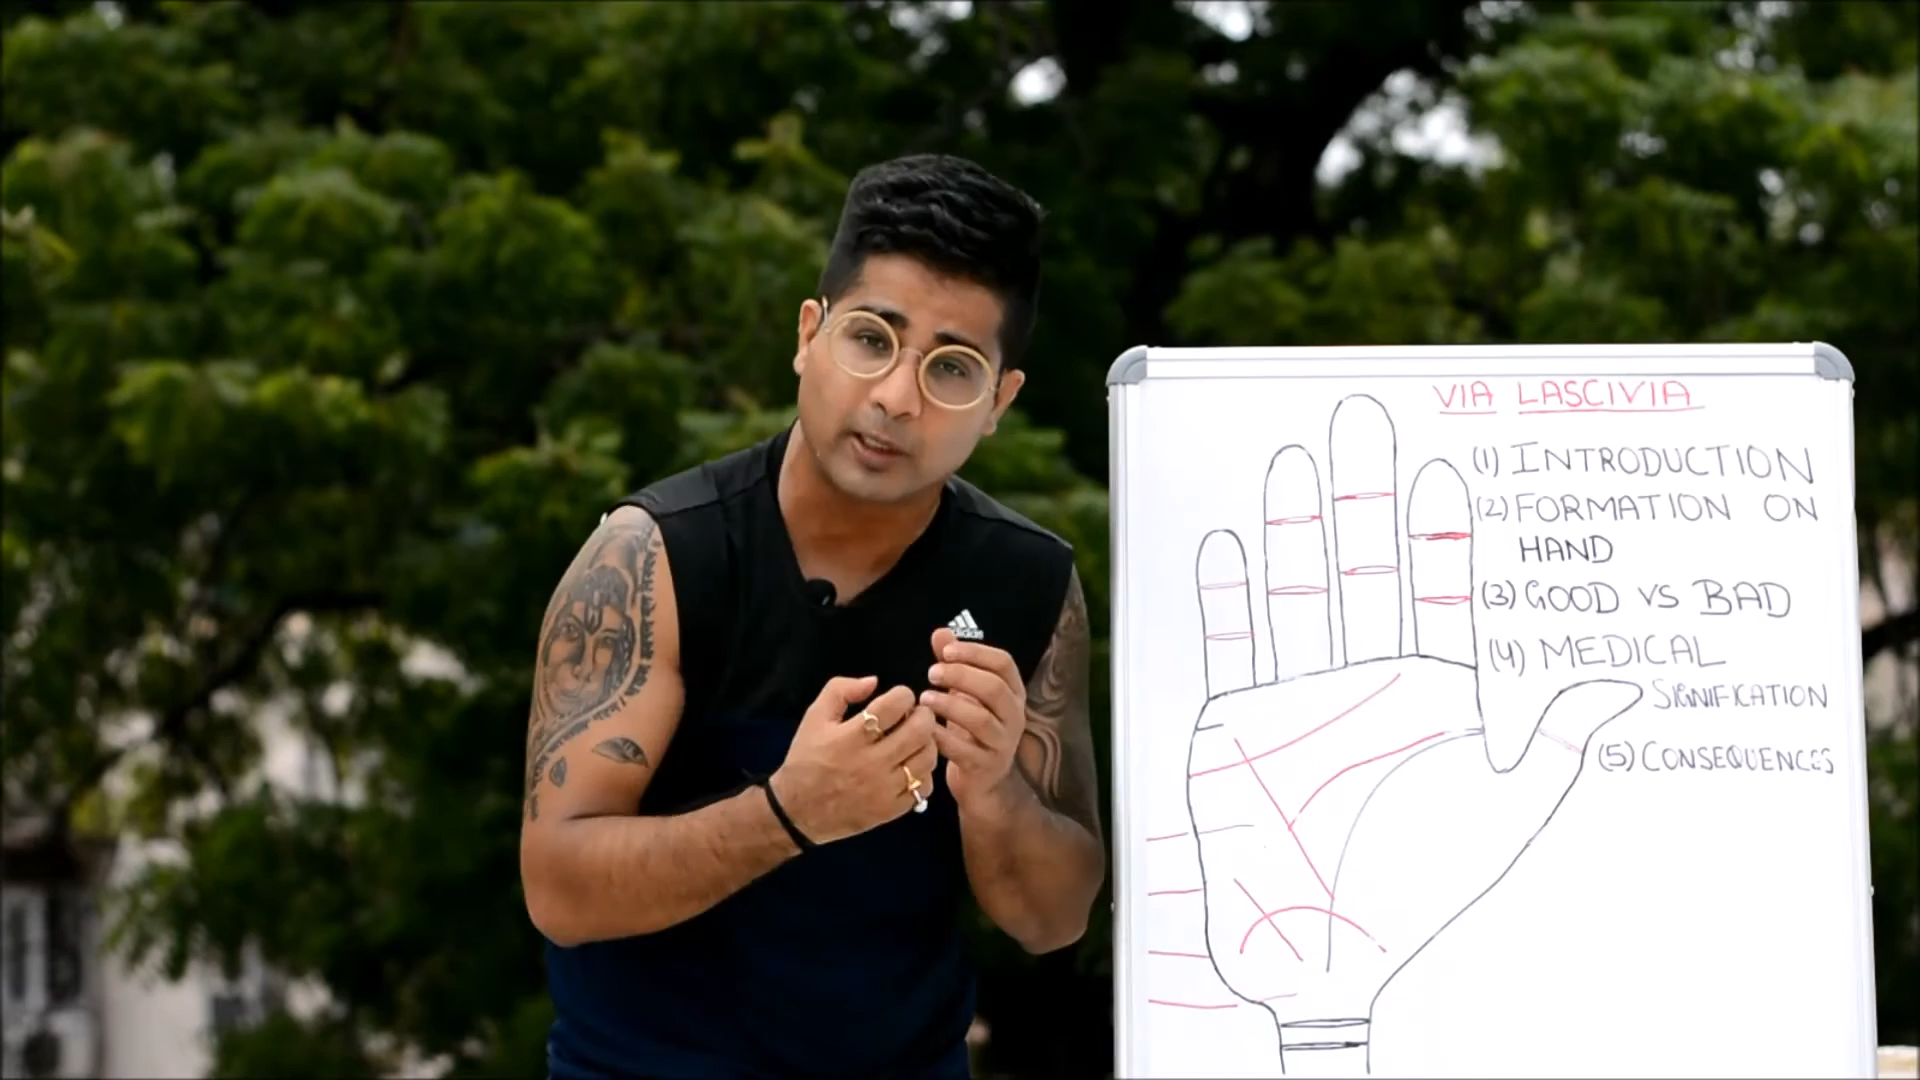 VIA LASCIVIA
(1) INTRODUCTION
(2) FORMATION ON
HAND
(3) GOOD VS BAD
(4) MEDICAL
SIGNIFICATION
(5) CONSEQUENCES
adidas